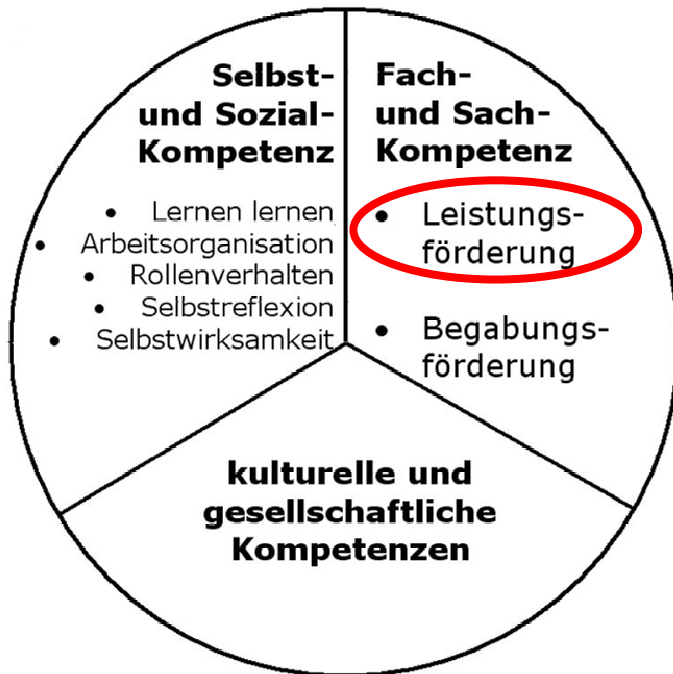 Selbst-
und Sozial-
Kompetenz
• Lernen lernen
• Arbeitsorganisation
• Rollenverhalten
• Selbstreflexion
• Selbstwirksamkeit
Fach-
und Sach-
Kompetenz
• Leistungs-
förderung
• Begabungs-
förderung
kulturelle und
gesellschaftliche
Kompetenzen